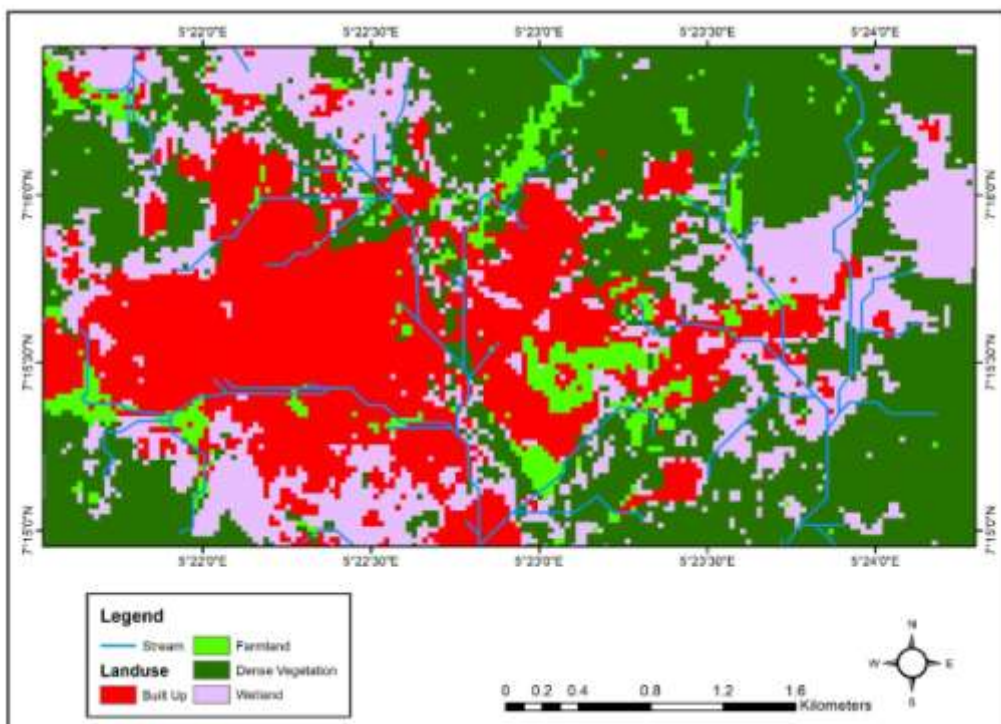 5°22'0"E 5°22'30"E 5°23'0"E 5°23'30"E 5°24'0"E
7°16'0"N 7°16'0"N
7°15'30"N 7°15'30"N
7°15'0"N 7°15'0"N
5°22'0"E 5°22'30"E 5°23'0"E 5°23'30"E 5°24'0"E
Legend
Stream Farmland
Landuse Dense Vegetation
Built Up Wetland
N
W E
S
0 0.2 0.4 0.8 1.2 1.6
Kilometers